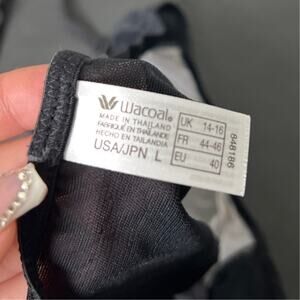 Wacoal®
MADE IN THAILAND
FABRIQUÉ EN THAÏLANDE
HECHO EN TAILANDIA
USA/JPN L
UK 14-16
FR 44-46
EU 40
848186